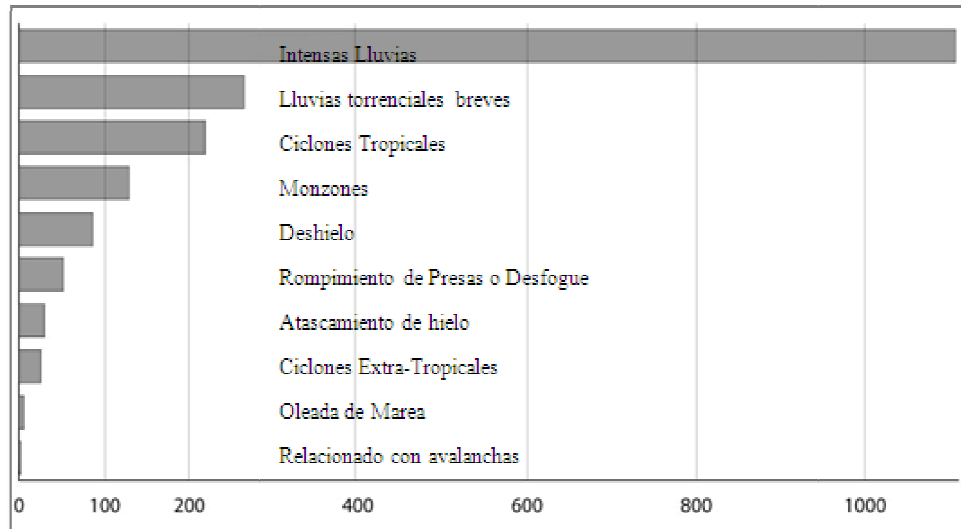 Intensas Lluvias
Lluvias torrenciales breves
Ciclones Tropicales
Monzones
Deshielo
Rompimiento de Presas o Desfogue
Atascamiento de hielo
Ciclones Extra-Tropicales
Oleada de Marea
Relacionado con avalanchas
0 100 200 400 600 800 1000